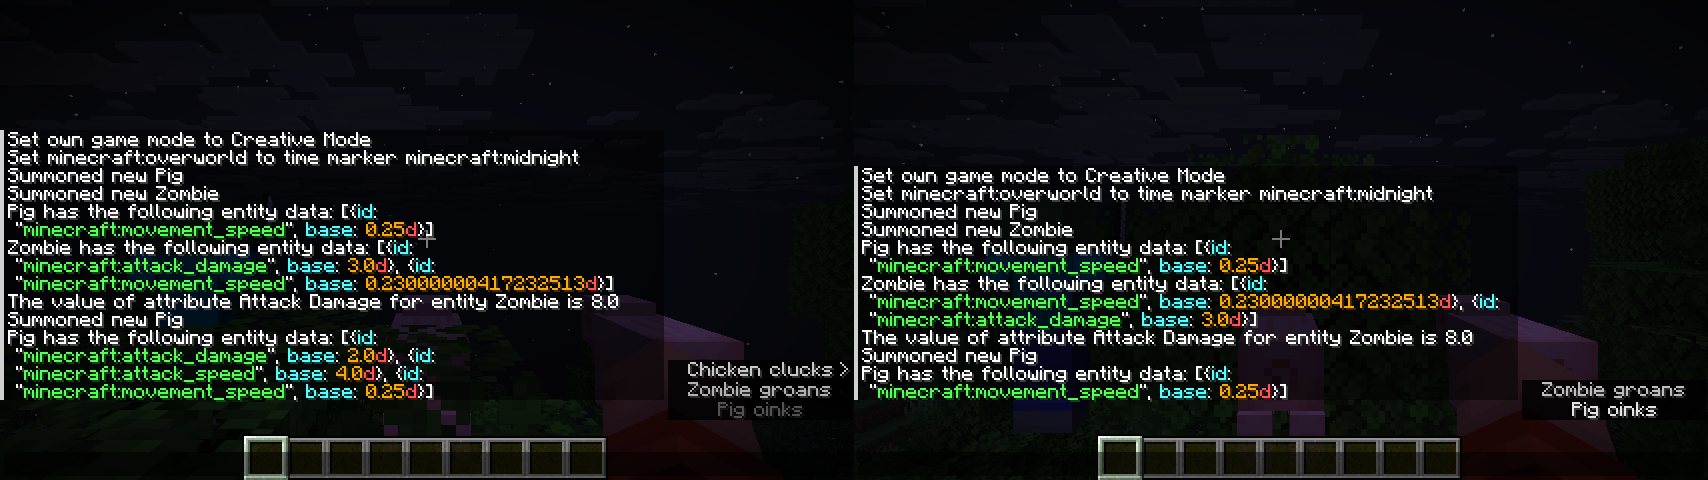 Set own game mode to Creative Mode
Set minecraft:overworld to time marker minecraft:midnight
Summoned new Pig
Summoned new Zombie
Pig has the following entity data: [{id:
"minecraft:movement_speed", base: 0.25d}]
Zombie has the following entity data: [{id:
"minecraft:attack_damage", base: 3.0d}, {id:
"minecraft:movement_speed", base: 0.23000000417232513d}]
The value of attribute Attack Damage for entity Zombie is 8.0
Summoned new Pig
Pig has the following entity data: [{id:
"minecraft:attack_damage", base: 2.0d}, {id:
"minecraft:attack_speed", base: 4.0d}, {id:
"minecraft:movement_speed", base: 0.25d}]
Chicken clucks >
Zombie groans
Pig oinks
Set own game mode to Creative Mode
Set minecraft:overworld to time marker minecraft:midnight
Summoned new Pig
Summoned new Zombie
Pig has the following entity data: [{id:
"minecraft:movement_speed", base: 0.25d}]
Zombie has the following entity data: [{id:
"minecraft:movement_speed", base: 0.23000000417232513d}, {id:
"minecraft:attack_damage", base: 3.0d}]
The value of attribute Attack Damage for entity Zombie is 8.0
Summoned new Pig
Pig has the following entity data: [{id:
"minecraft:movement_speed", base: 0.25d}]
Zombie groans
Pig oinks